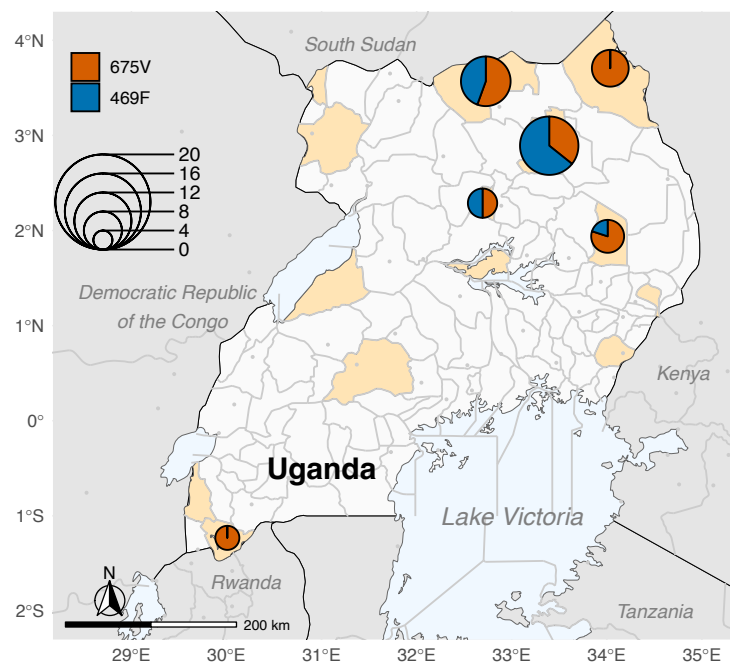 4°N
3°N
2°N
1°N
0°
1°S
2°S
675V
469F
20
16
12
8
4
0
South Sudan
Democratic Republic
of the Congo
Kenya
Uganda
Lake Victoria
Rwanda
Tanzania
N
200 km
29°E
30°E
31°E
32°E
33°E
34°E
35°E